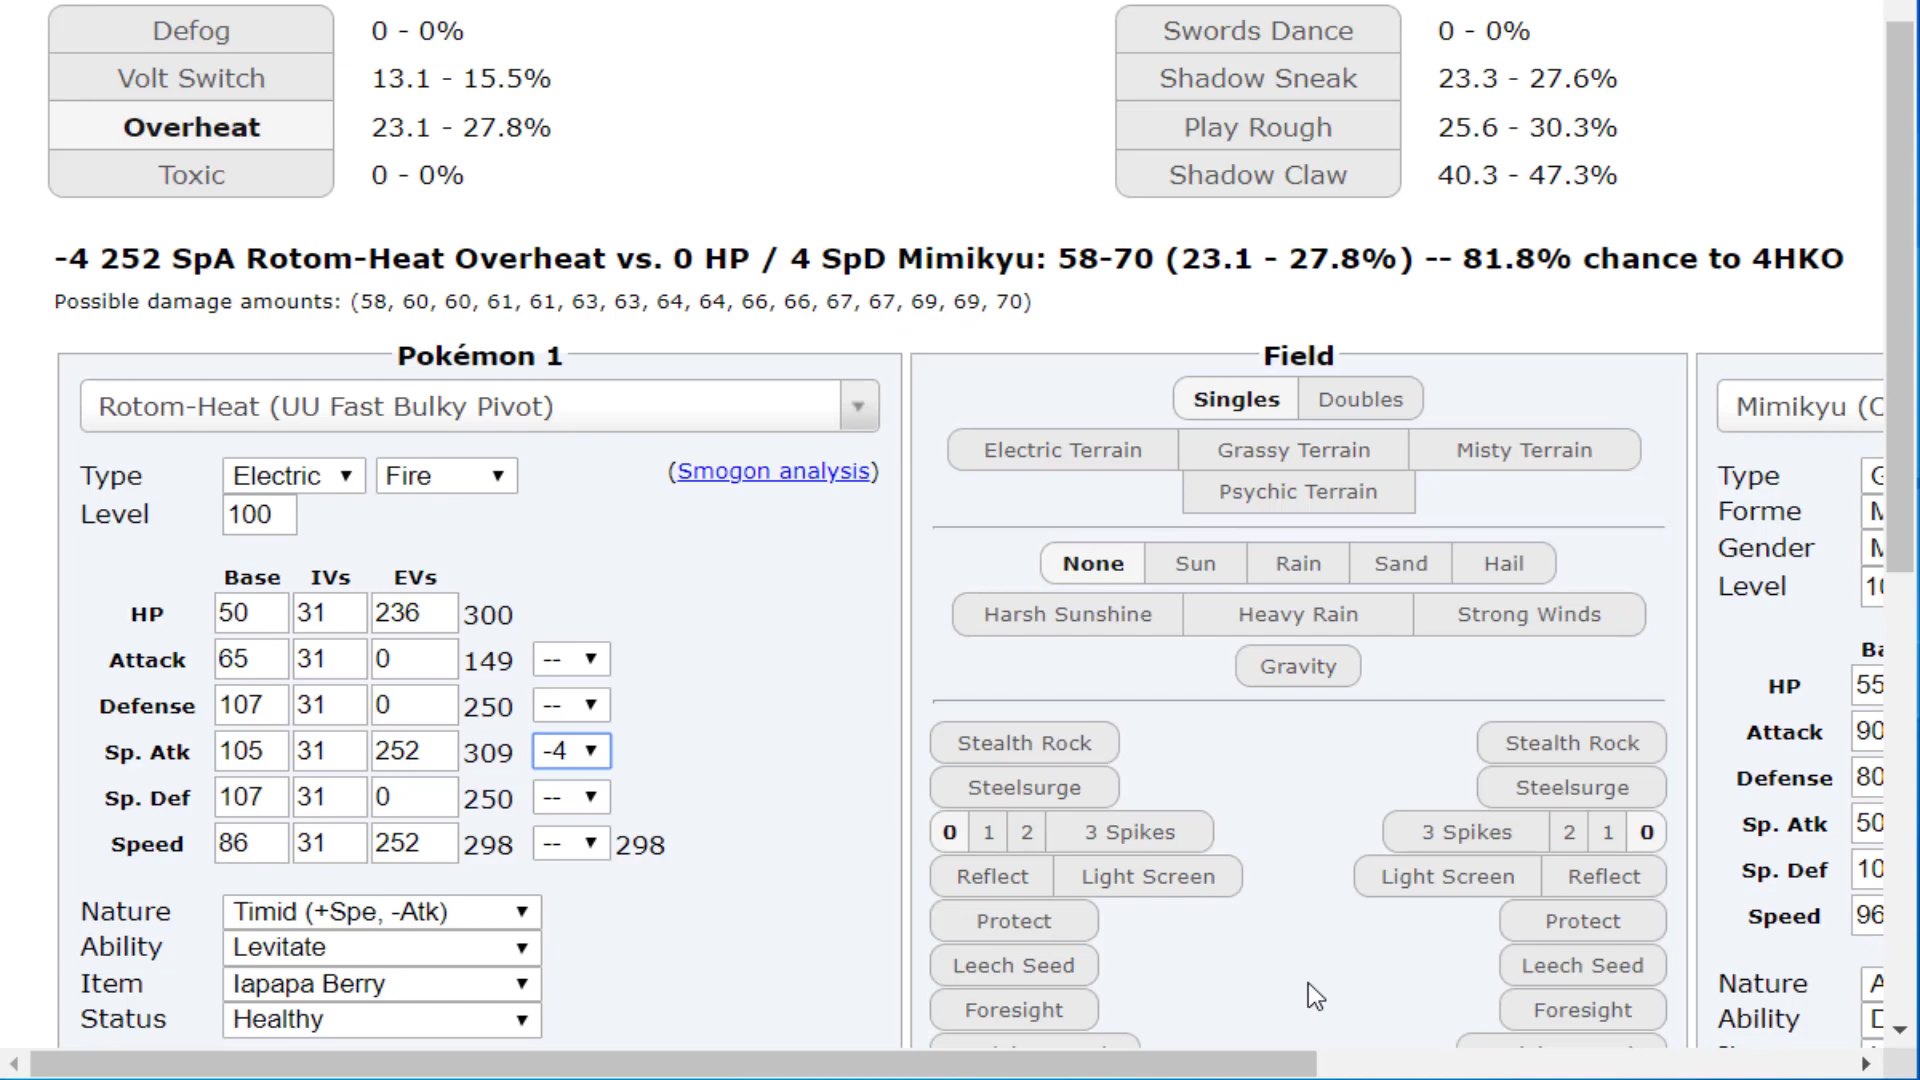 Defog 0 - 0% Swords Dance 0 - 0%
Volt Switch 13.1 - 15.5% Shadow Sneak 23.3 - 27.6%
Overheat 23.1 - 27.8% Play Rough 25.6 - 30.3%
Toxic 0 - 0% Shadow Claw 40.3 - 47.3%
-4 252 SpA Rotom-Heat Overheat vs. 0 HP / 4 SpD Mimikyu: 58-70 (23.1 - 27.8%) -- 81.8% chance to 4HKO
Possible damage amounts: (58, 60, 60, 61, 61, 63, 63, 64, 64, 66, 66, 67, 67, 69, 69, 70)
Pokémon 1
Rotom-Heat (UU Fast Bulky Pivot)
Type Electric Fire (Smogon analysis)
Level 100
Base IVs EVs
HP 50 31 236 300
Attack 65 31 0 149 --
Defense 107 31 0 250 --
Sp. Atk 105 31 252 309 -4
Sp. Def 107 31 0 250 --
Speed 86 31 252 298 -- 298
Nature Timid (+Spe, -Atk)
Ability Levitate
Item Iapapa Berry
Status Healthy
Field
Singles Doubles
Electric Terrain Grassy Terrain Misty Terrain
Psychic Terrain
None Sun Rain Sand Hail
Harsh Sunshine Heavy Rain Strong Winds
Gravity
Stealth Rock Stealth Rock
Steelsurge Steelsurge
0 1 2 3 Spikes 3 Spikes 2 1 0
Reflect Light Screen Light Screen Reflect
Protect Protect
Leech Seed Leech Seed
Foresight Foresight
Mimikyu (
Type
Forme
Gender
Level
HP 55
Attack 90
Defense 80
Sp. Atk 50
Sp. Def 10
Speed 96
Nature
Ability